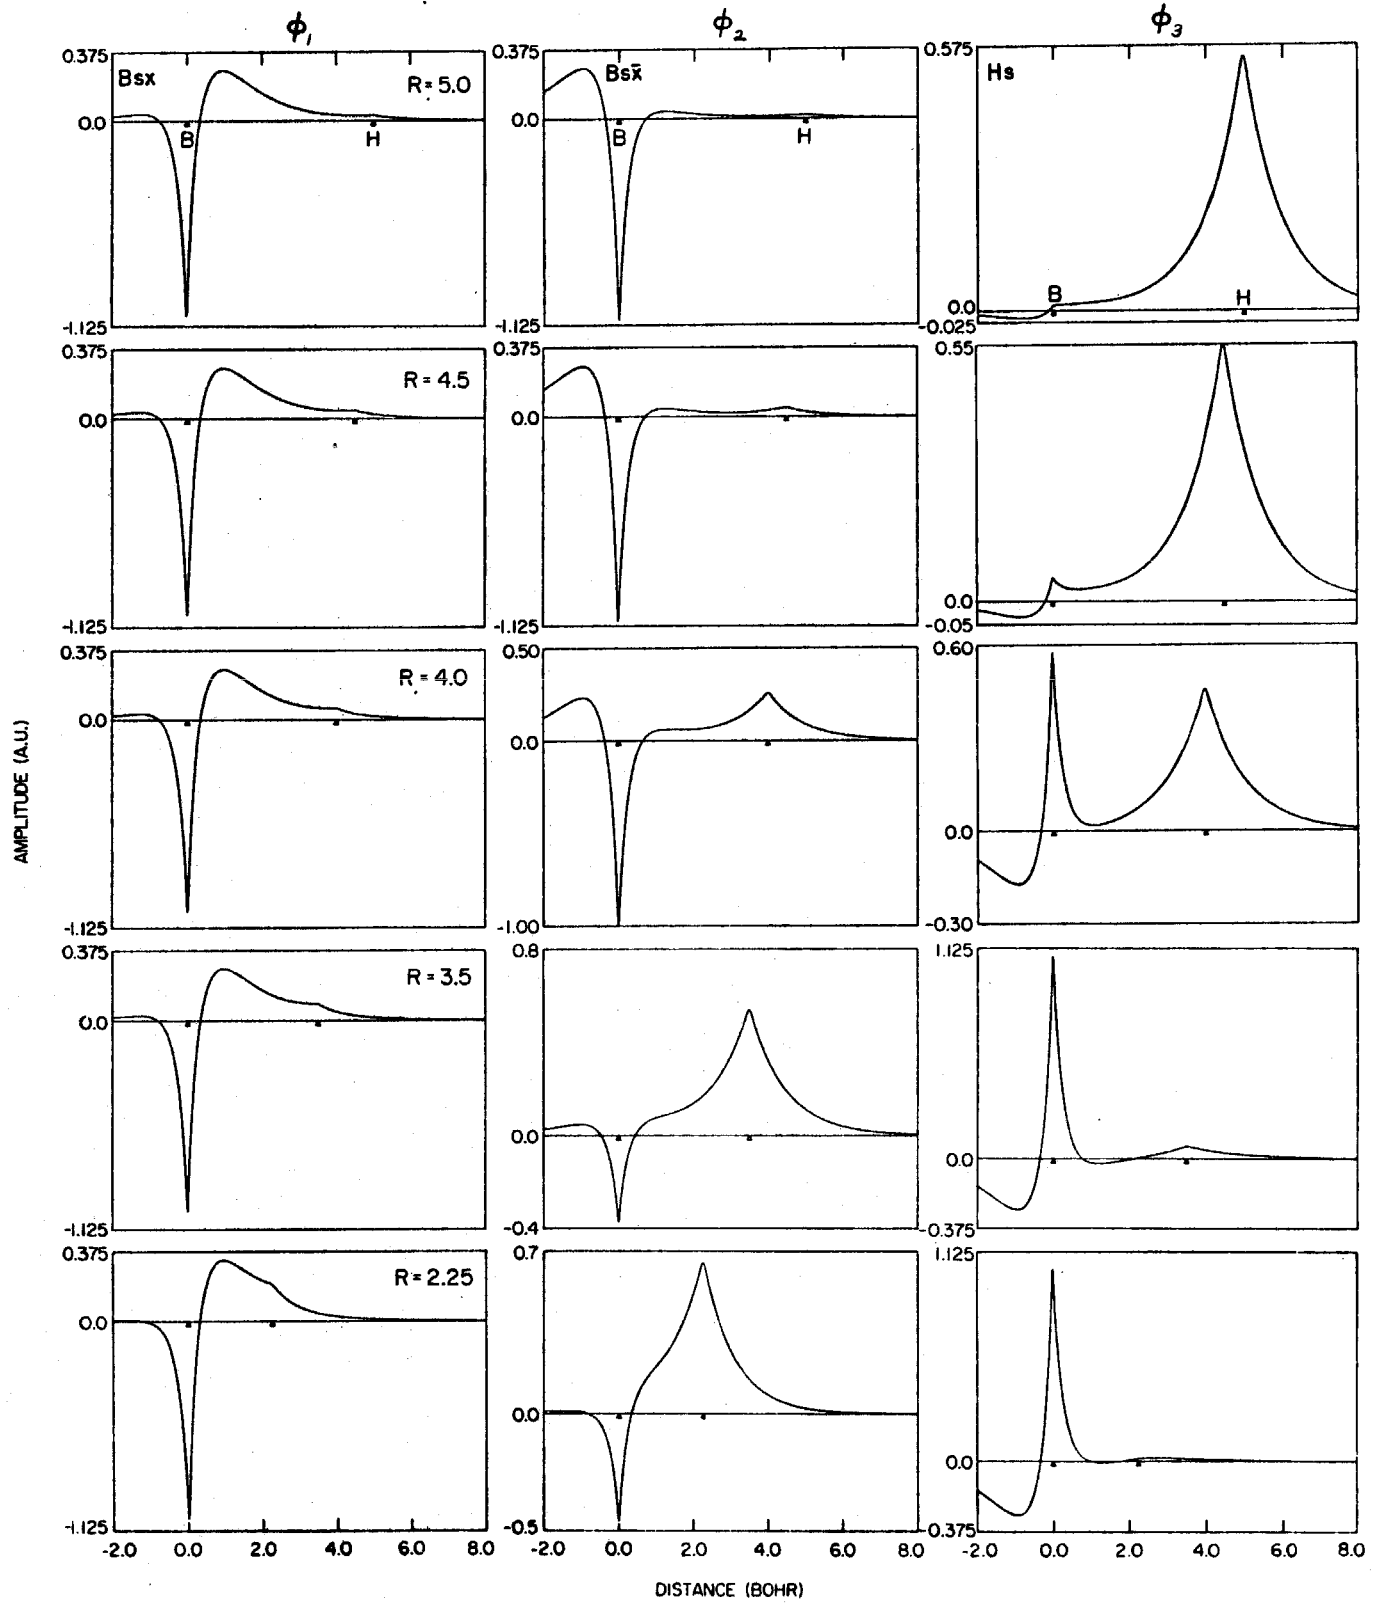 ϕ₁ ϕ₂ ϕ₃
0.375 Bsx R = 5.0 0.375 Bsx̄ 0.575 Hs
0.0 B H 0.0 B H B H 0.0
-1.125 -1.125 -0.025
0.375 R = 4.5 0.375 0.55
0.0 0.0 0.0
-1.125 -1.125 -0.05
0.375 R = 4.0 0.50 0.60
0.0 0.0 0.0
-1.125 -1.00 -0.30
0.375 R = 3.5 0.8 1.125
0.0 0.0 0.0
-1.125 -0.4 -0.375
0.375 R = 2.25 0.7 1.125
0.0 0.0 0.0
-1.125 -0.5 0.375
-2.0 0.0 2.0 4.0 6.0 -2.0 0.0 2.0 4.0 6.0 8.0 -2.0 0.0 2.0 4.0 6.0 8.0
AMPLITUDE (A.U.)
DISTANCE (BOHR)